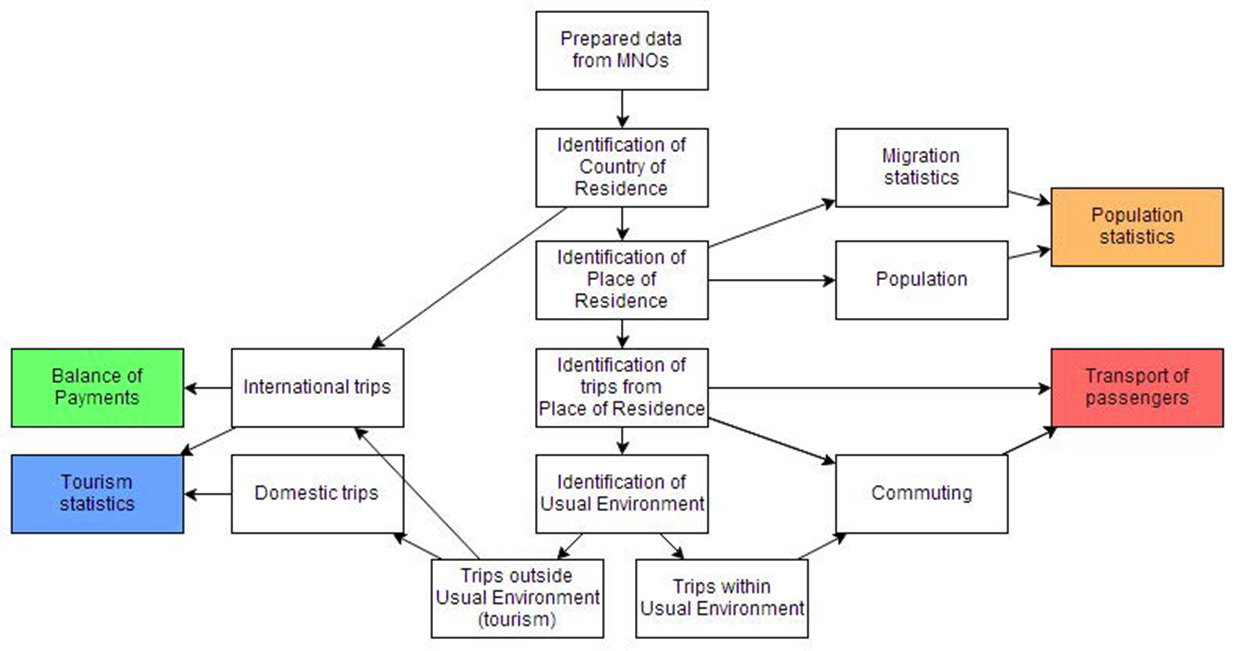 Prepared data
from MNOs
Identification of
Country of
Residence
Migration
statistics
Population
statistics
Identification of
Place of
Residence
Population
Balance of
Payments
International trips
Identification of
trips from
Place of Residence
Transport of
passengers
Tourism
statistics
Domestic trips
Identification of
Usual Environment
Commuting
Trips outside
Usual Environment
(tourism)
Trips within
Usual Environment